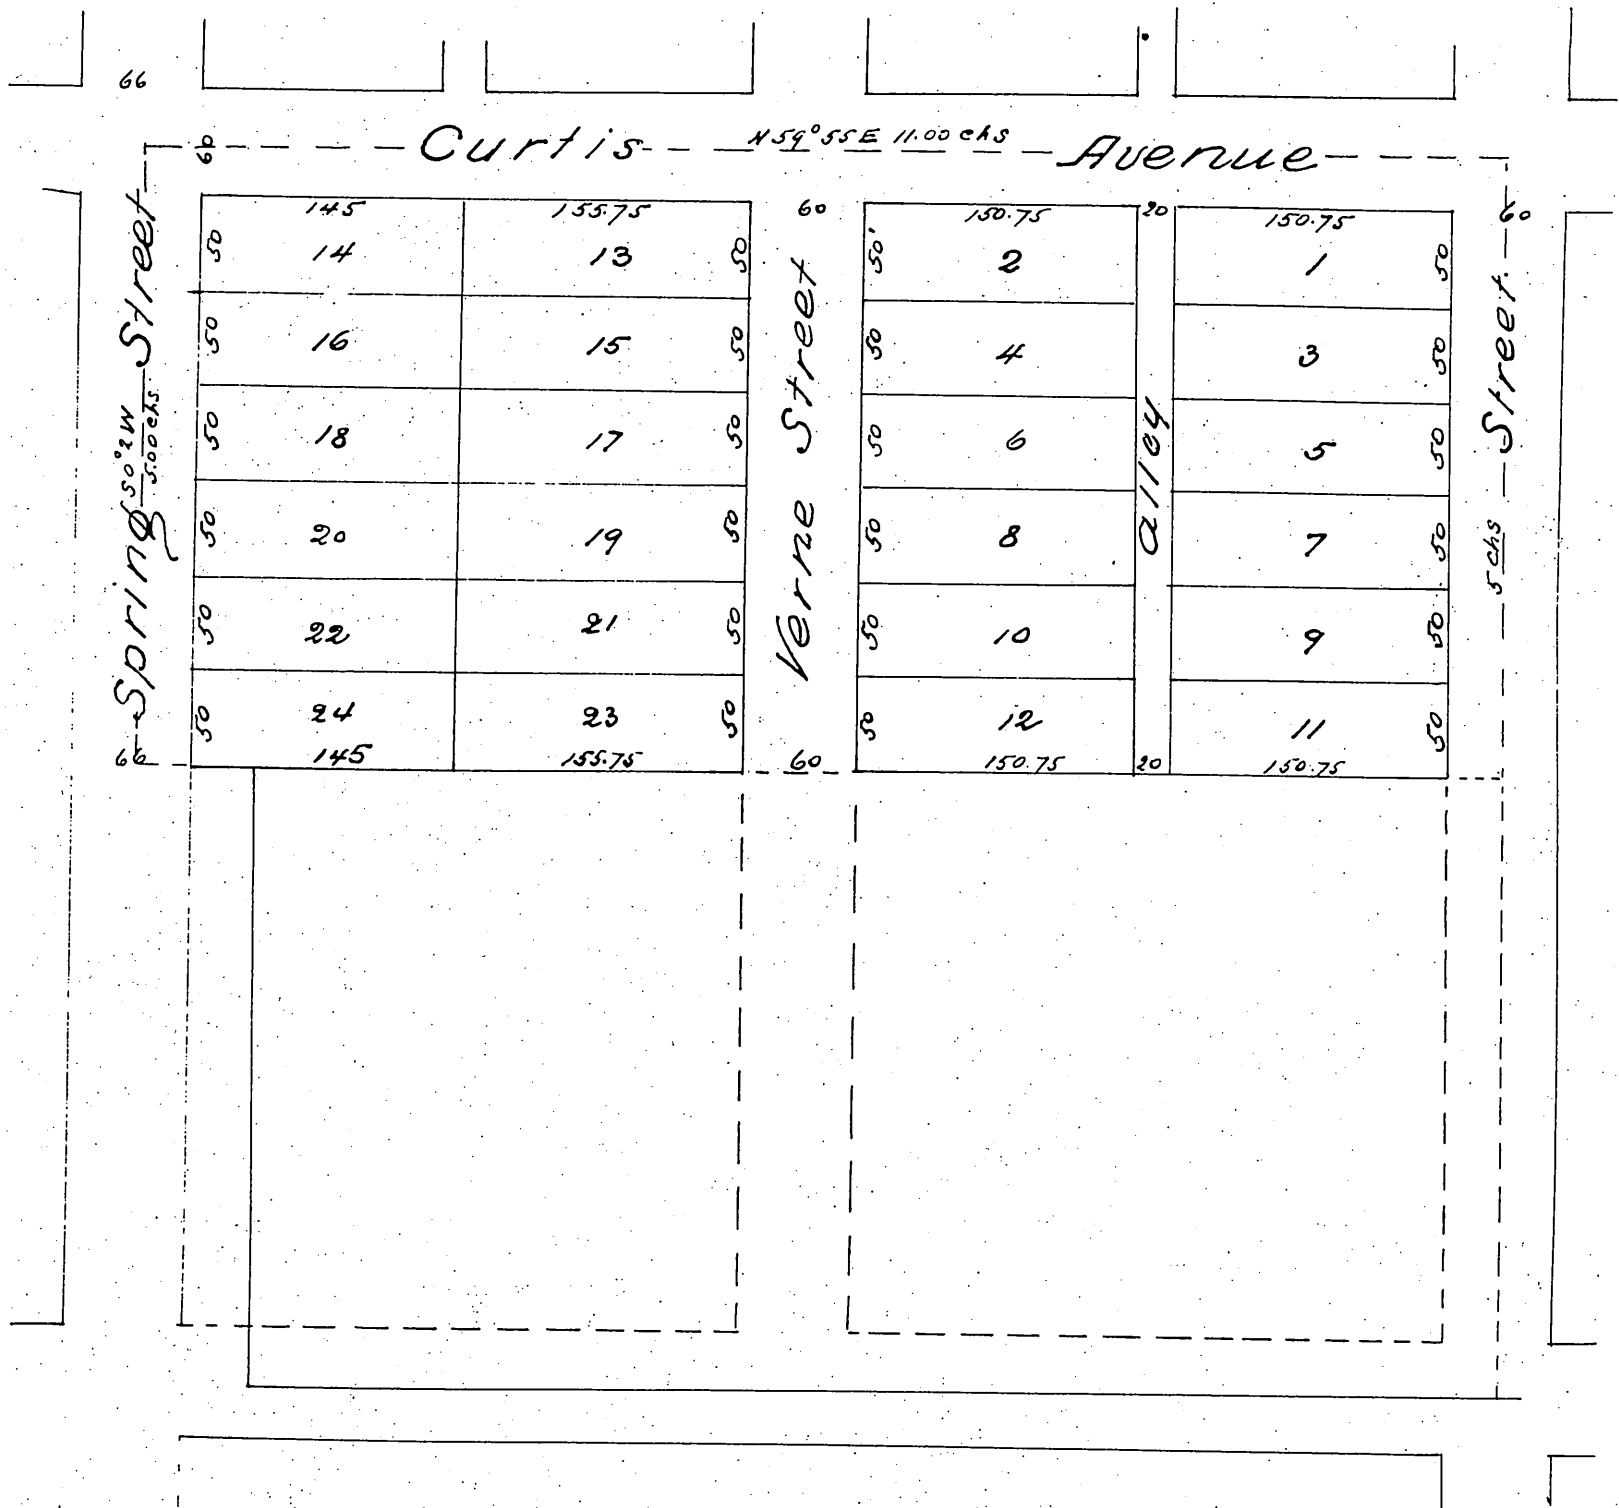 66
Curtis N 59° 55 E 11.00 chs Avenue
60
145 155.75 60 150.75 20 150.75 60
50 14 13 50 50' 2 1 50
50 16 15 50 50 4 3 50
50 18 17 50 50 6 5 50
50 20 19 50 50 8 7 50
50 22 21 50 50 10 9 50
50 24 23 50 50 12 11 50
66 145 155.75 60 150.75 20 150.75
Spring Street
5.00 chs
Verne Street
alley
Street
5 chs